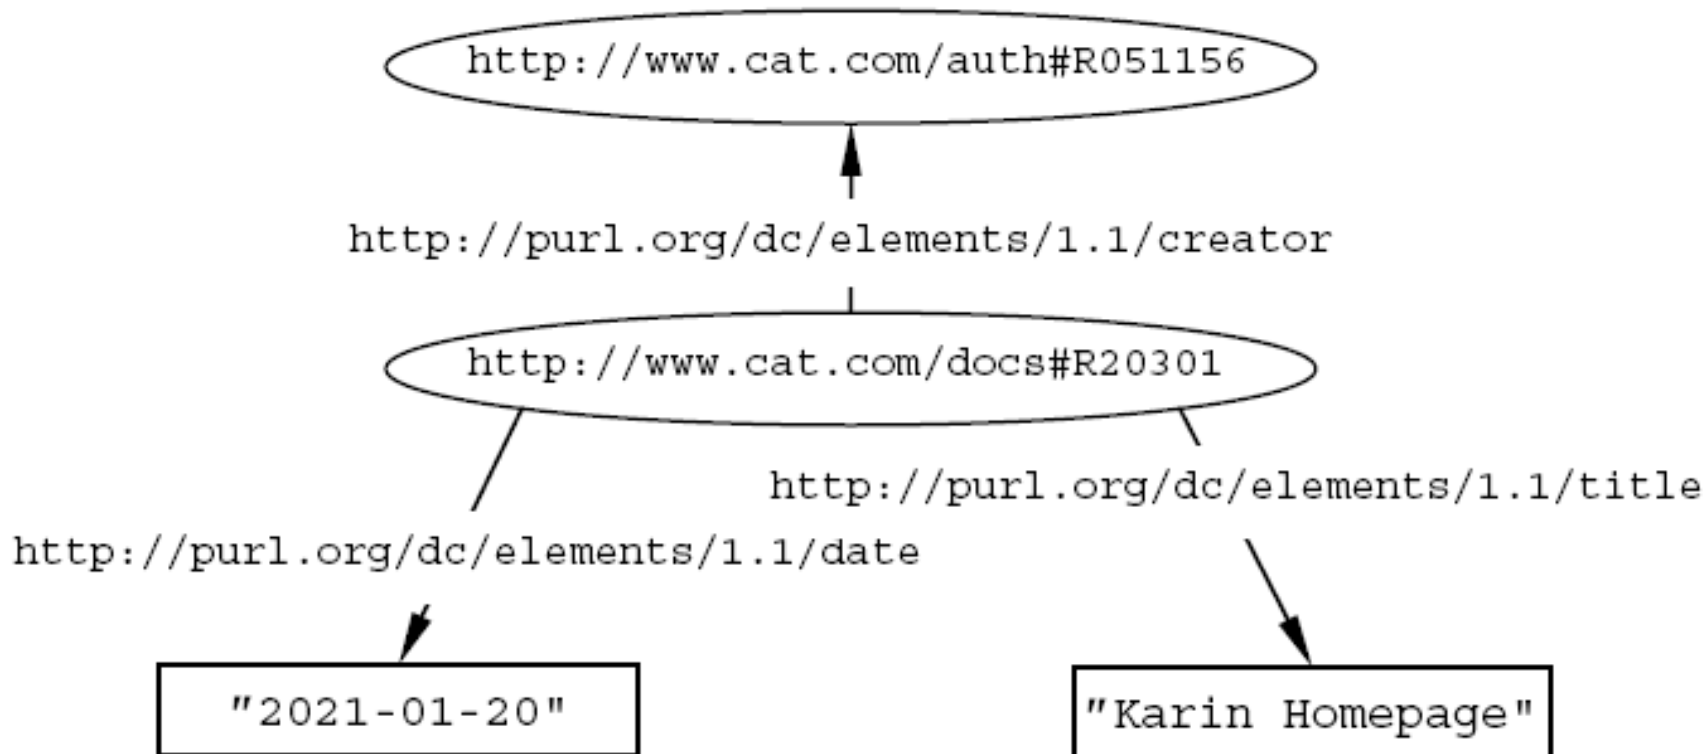 http://www.cat.com/auth#R051156
http://purl.org/dc/elements/1.1/creator
http://www.cat.com/docs#R20301
http://purl.org/dc/elements/1.1/title
http://purl.org/dc/elements/1.1/date
"2021-01-20"
"Karin Homepage"